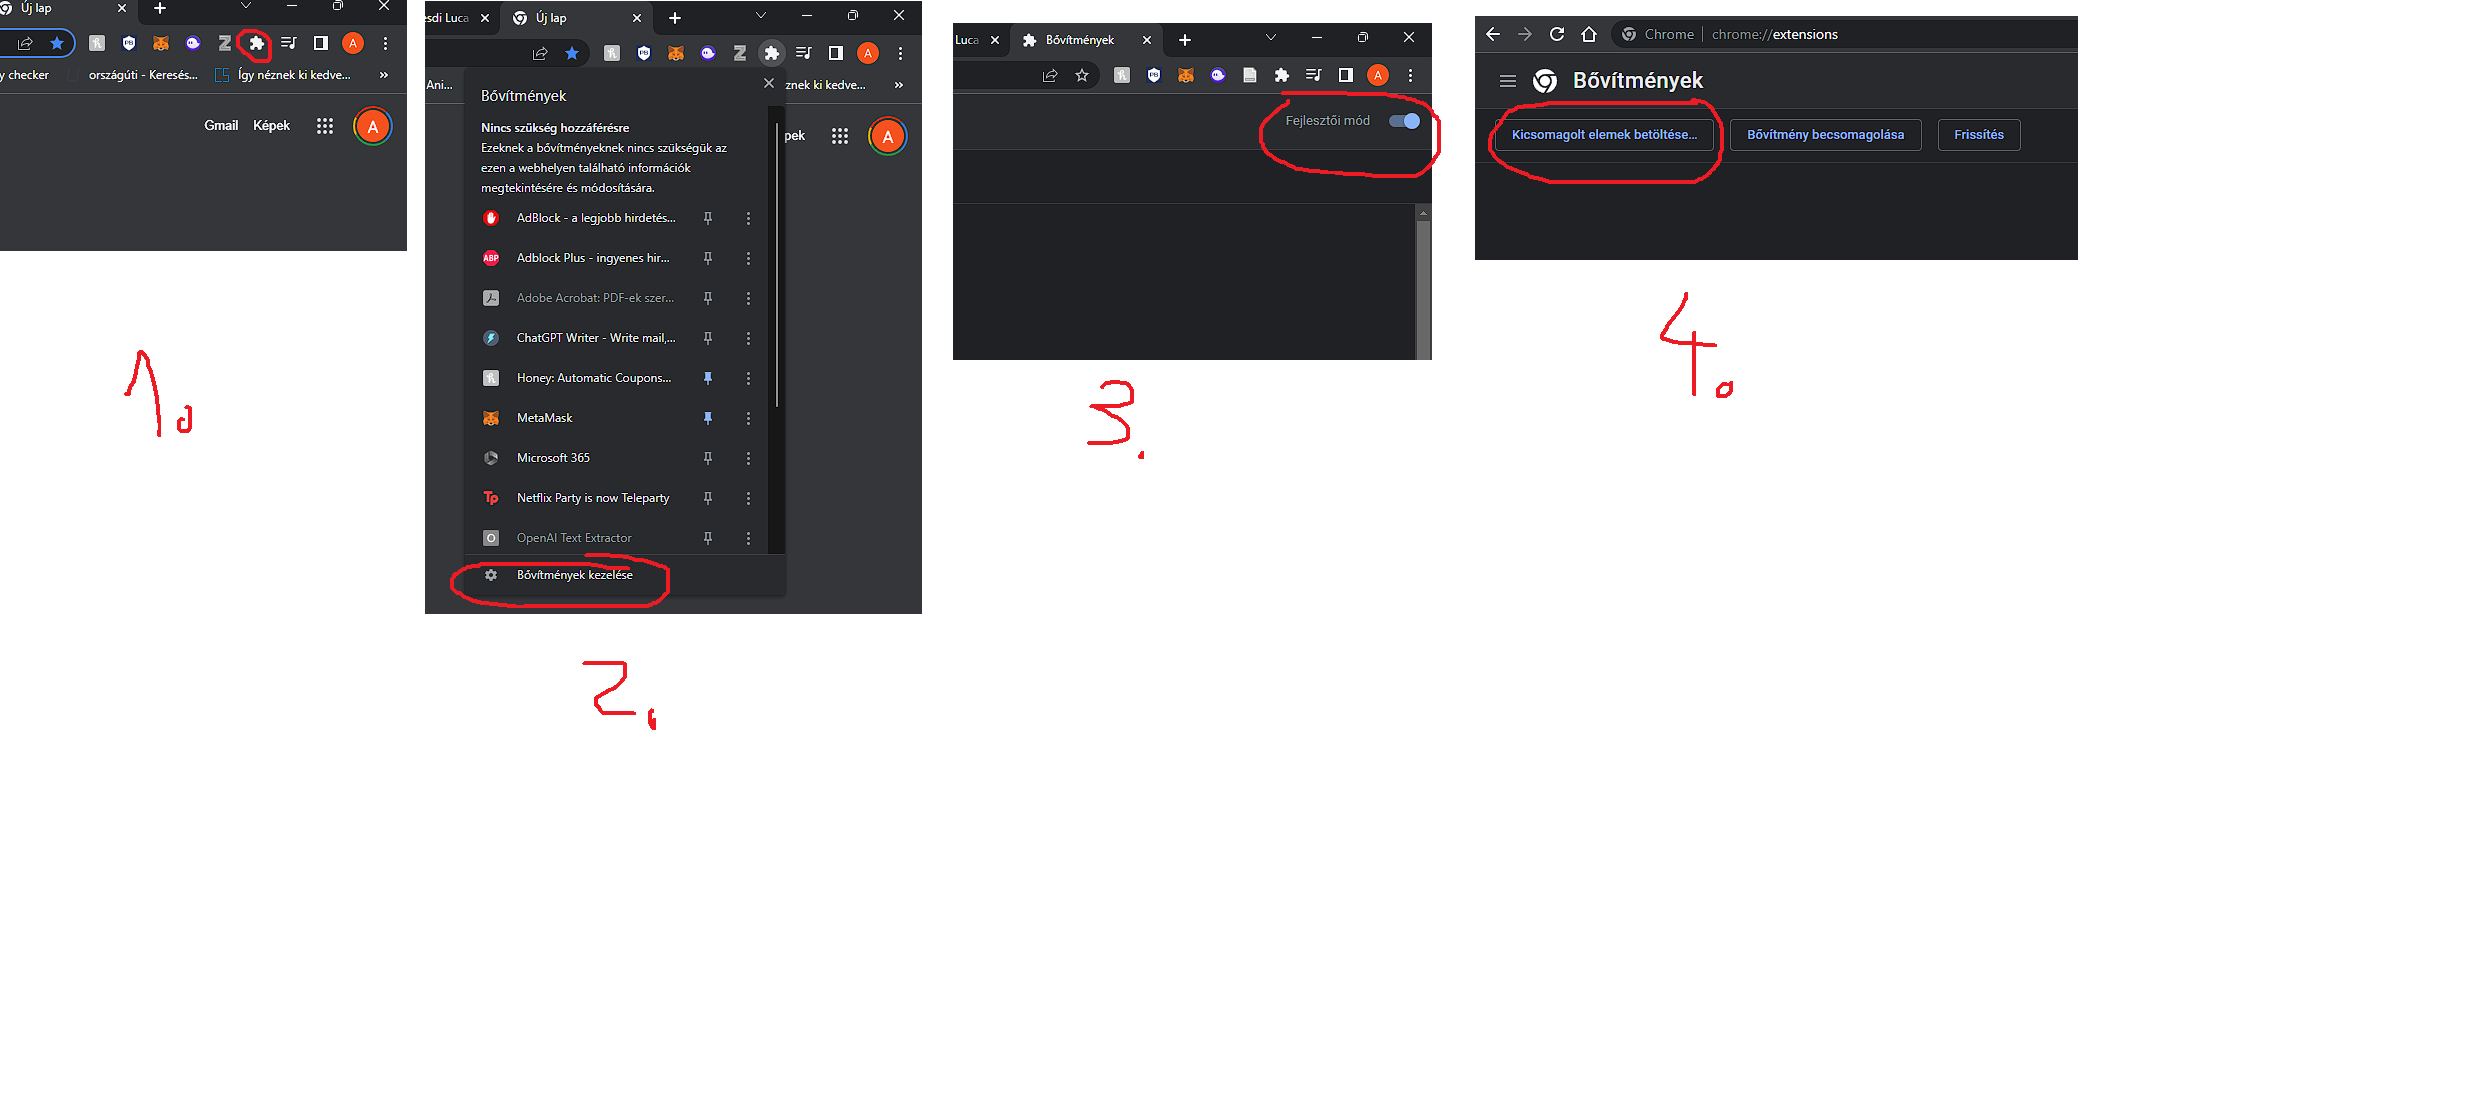 Új lap
y checker
országúti - Keresés...
Így néznek ki kedve...
»
Gmail
Képek
A
A
1.
esdi Luca
Új lap
A
Ani...
znek ki kedve...
»
pek
A
Bővítmények
Nincs szükség hozzáférésre
Ezeknek a bővítményeknek nincs szükségük az
ezen a webhelyen található információk
megtekintésére és módosítására.
AdBlock - a legjobb hirdetés...
ABP
Adblock Plus - ingyenes hir...
Adobe Acrobat: PDF-ek szer...
ChatGPT Writer - Write mail,...
Honey: Automatic Coupons...
MetaMask
Microsoft 365
Tp
Netflix Party is now Teleparty
O
OpenAI Text Extractor
Bővítmények kezelése
2.
Luca
Bővítmények
A
Fejlesztői mód
3.
Chrome | chrome://extensions
Bővítmények
Kicsomagolt elemek betöltése...
Bővítmény becsomagolása
Frissítés
4.